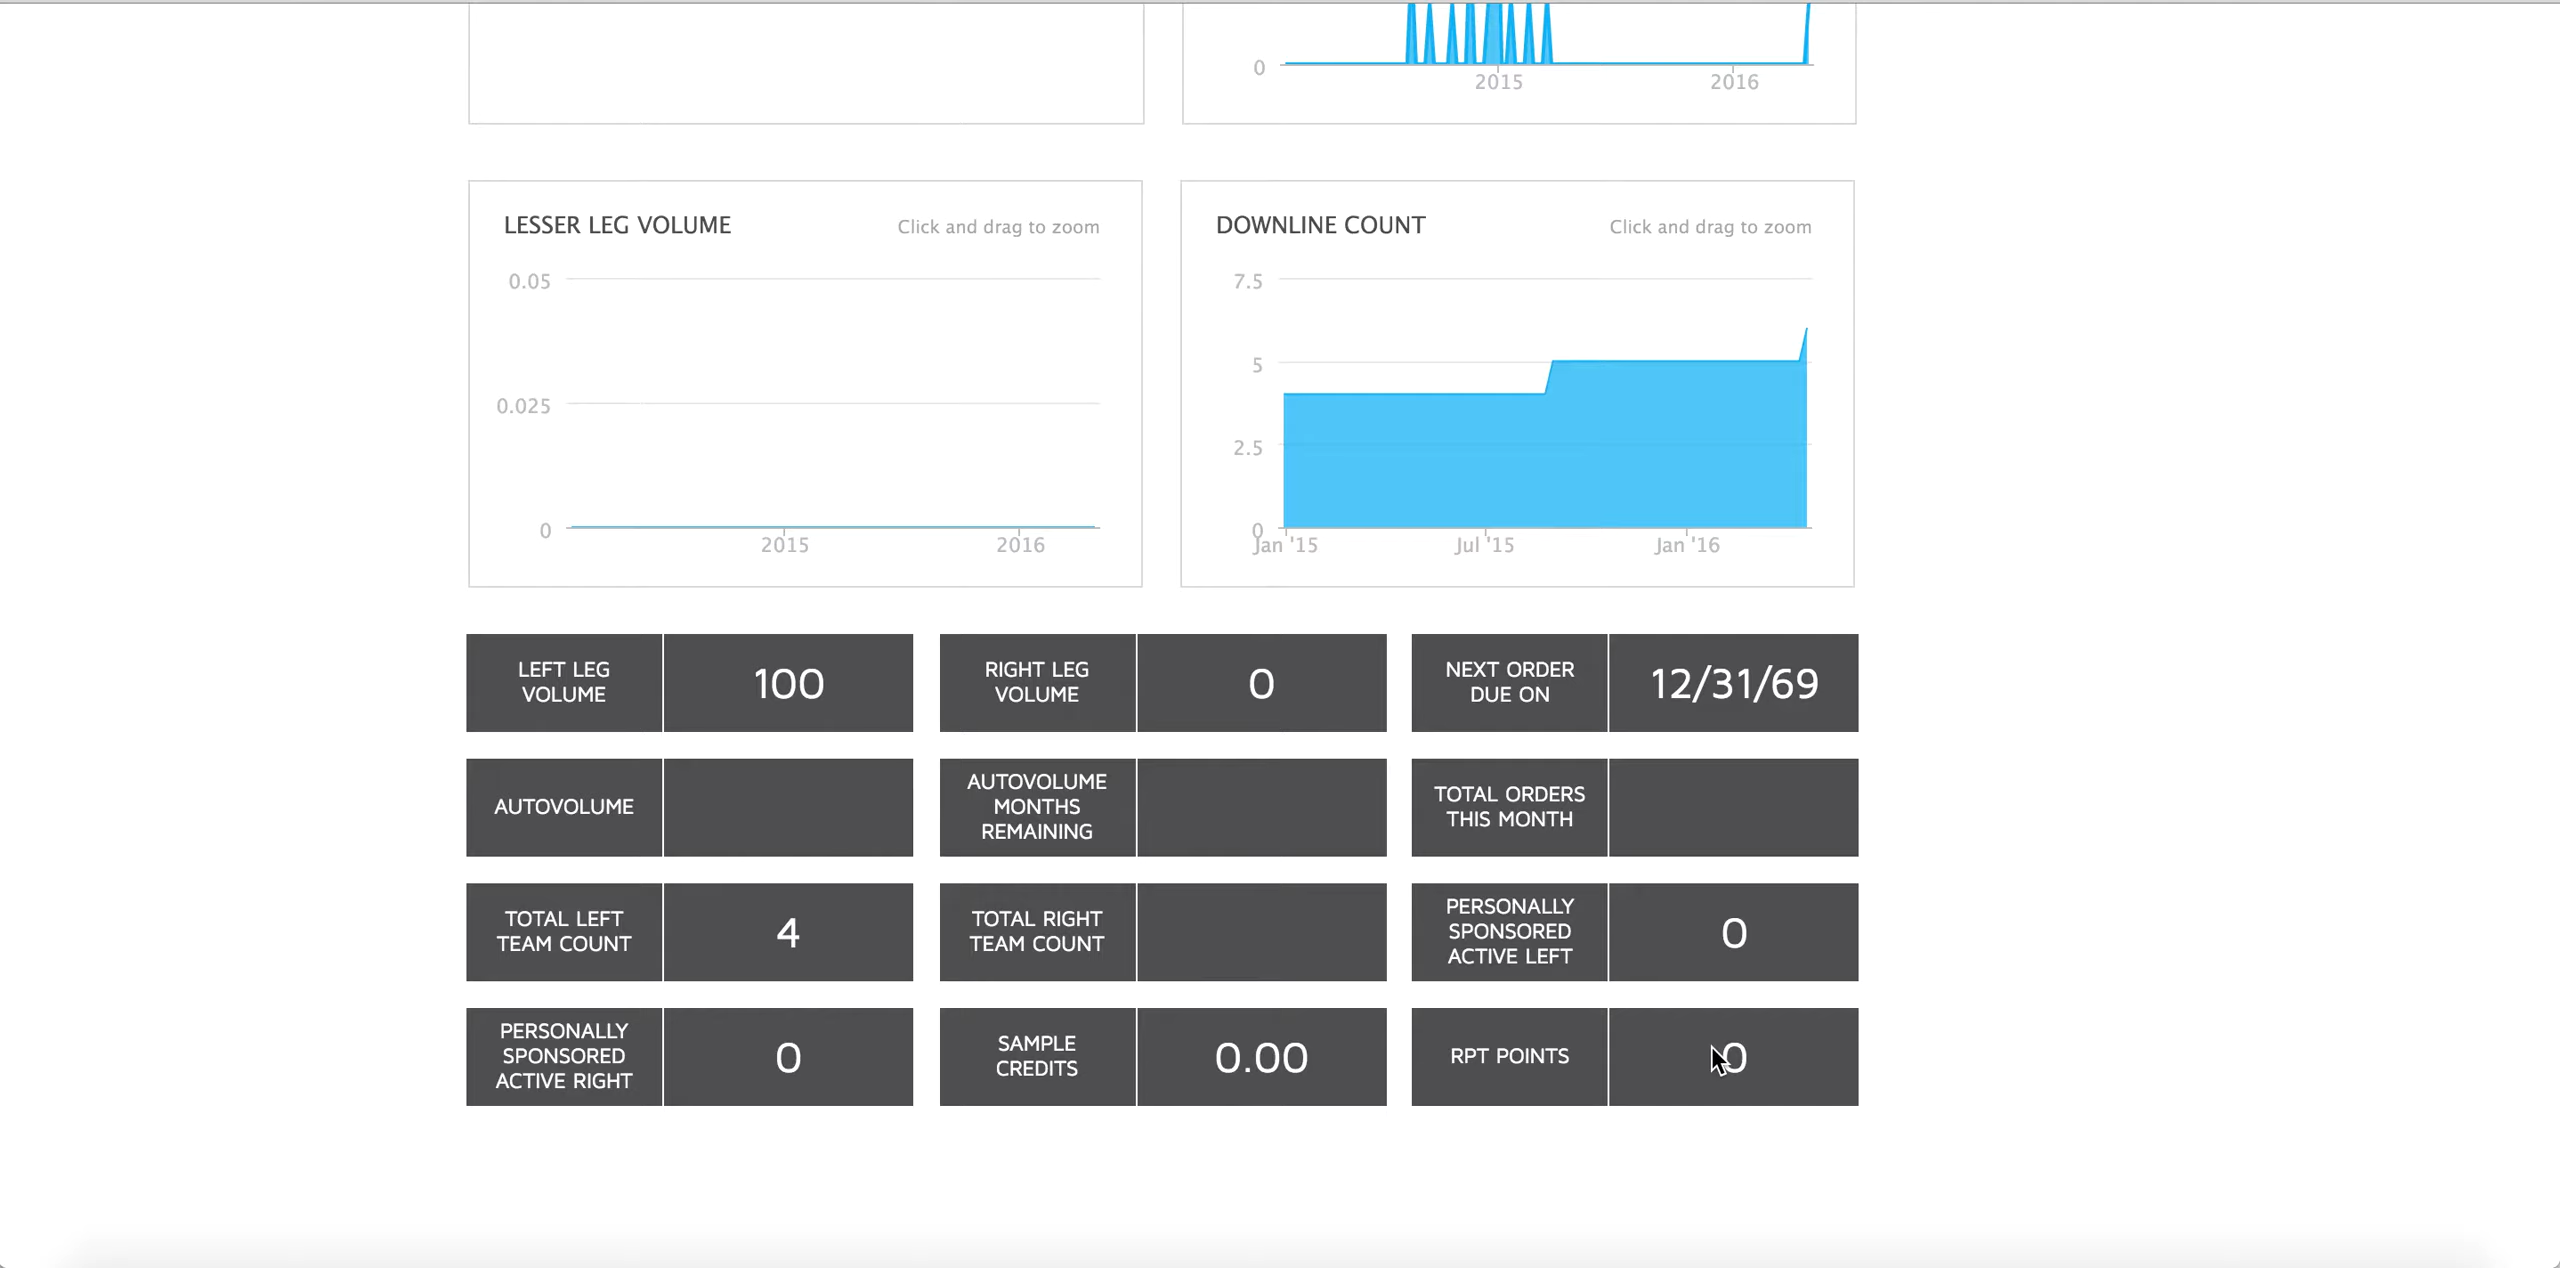 0
2015
2016
LESSER LEG VOLUME
Click and drag to zoom
0.05
0.025
0
2015
2016
DOWNLINE COUNT
Click and drag to zoom
7.5
5
2.5
0
Jan '15
Jul '15
Jan '16
LEFT LEG
VOLUME
100
RIGHT LEG
VOLUME
0
NEXT ORDER
DUE ON
12/31/69
AUTOVOLUME
AUTOVOLUME
MONTHS
REMAINING
TOTAL ORDERS
THIS MONTH
TOTAL LEFT
TEAM COUNT
4
TOTAL RIGHT
TEAM COUNT
PERSONALLY
SPONSORED
ACTIVE LEFT
0
PERSONALLY
SPONSORED
ACTIVE RIGHT
0
SAMPLE
CREDITS
0.00
RPT POINTS
0